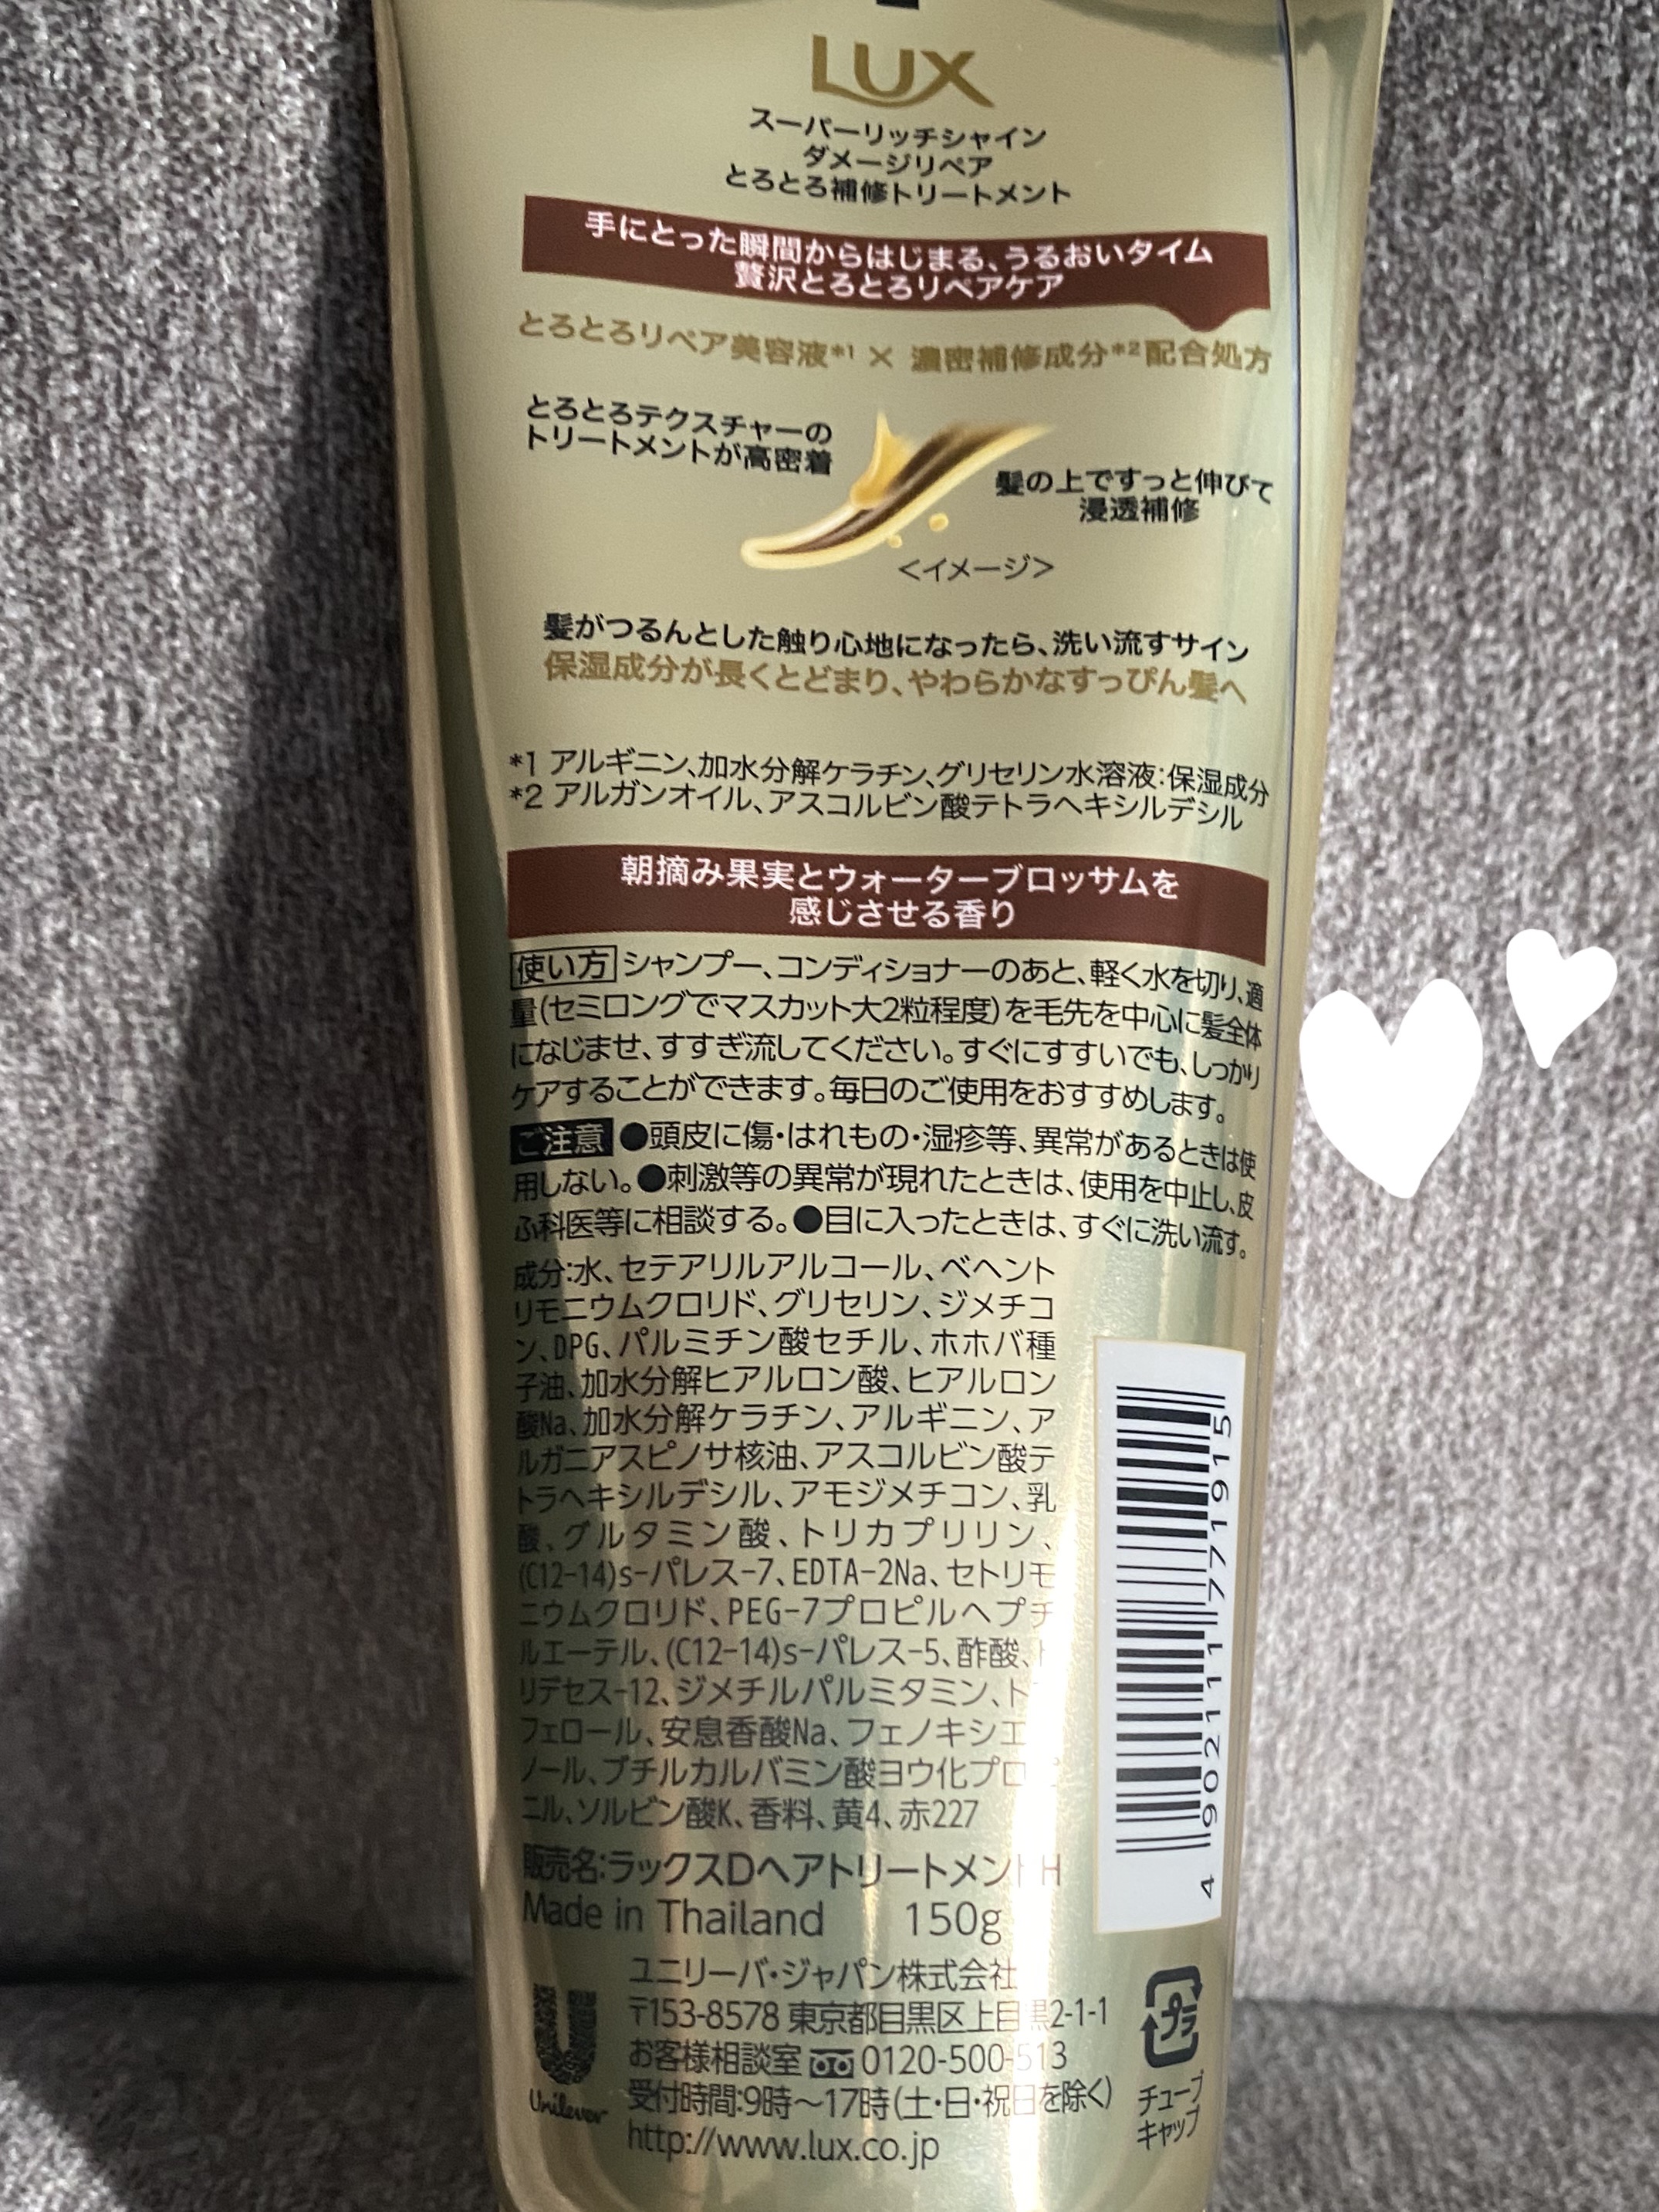 LUX
スーパーリッチシャイン
ダメージリペア
とろとろ補修トリートメント
手にとった瞬間からはじまる、うるおいタイム
贅沢とろとろリペアケア
とろとろリペア美容液*1 × 濃密補修成分*2配合処方
とろとろテクスチャーの
トリートメントが高密着
髪の上ですっと伸びて
浸透補修
<イメージ>
髪がつるんとした触り心地になったら、洗い流すサイン
保湿成分が長くとどまり、やわらかなすっぴん髪へ
*1 アルギニン、加水分解ケラチン、グリセリン水溶液:保湿成分
*2 アルガンオイル、アスコルビン酸テトラヘキシルデシル
朝摘み果実とウォーターブロッサムを
感じさせる香り
使い方 シャンプー、コンディショナーのあと、軽く水を切り、適
量(セミロングでマスカット大2粒程度)を毛先を中心に髪全体
になじませ、すすぎ流してください。すぐにすすいでも、しっかり
ケアすることができます。毎日のご使用をおすすめします。
ご注意 ●頭皮に傷・はれもの・湿疹等、異常があるときは使
用しない。●刺激等の異常が現れたときは、使用を中止し、皮
ふ科医等に相談する。●目に入ったときは、すぐに洗い流す。
成分:水、セテアリルアルコール、ベヘント
リモニウムクロリド、グリセリン、ジメチコ
ン、DPG、パルミチン酸セチル、ホホバ種
子油、加水分解ヒアルロン酸、ヒアルロン
酸Na、加水分解ケラチン、アルギニン、ア
ルガニアスピノサ核油、アスコルビン酸テ
トラヘキシルデシル、アモジメチコン、乳
酸、グルタミン酸、トリカプリリン、
(C12-14)s-パレス-7、EDTA-2Na、セトリモ
ニウムクロリド、PEG-7プロピルヘプチ
ルエーテル、(C12-14)s-パレス-5、酢酸、ト
リデセス-12、ジメチルパルミタミン、トコ
フェロール、安息香酸Na、フェノキシエ
ノール、ブチルカルバミン酸ヨウ化プロピ
ニル、ソルビン酸K、香料、黄4、赤227
販売名:ラックスDヘアトリートメントH
Made in Thailand 150g
ユニリーバ・ジャパン株式会社
〒153-8578 東京都目黒区上目黒2-1-1
お客様相談室 0120-500-513
受付時間:9時～17時(土・日・祝日を除く)
http://www.lux.co.jp
Unilever
4 902111 771915
プラ
チューブ
キャップ